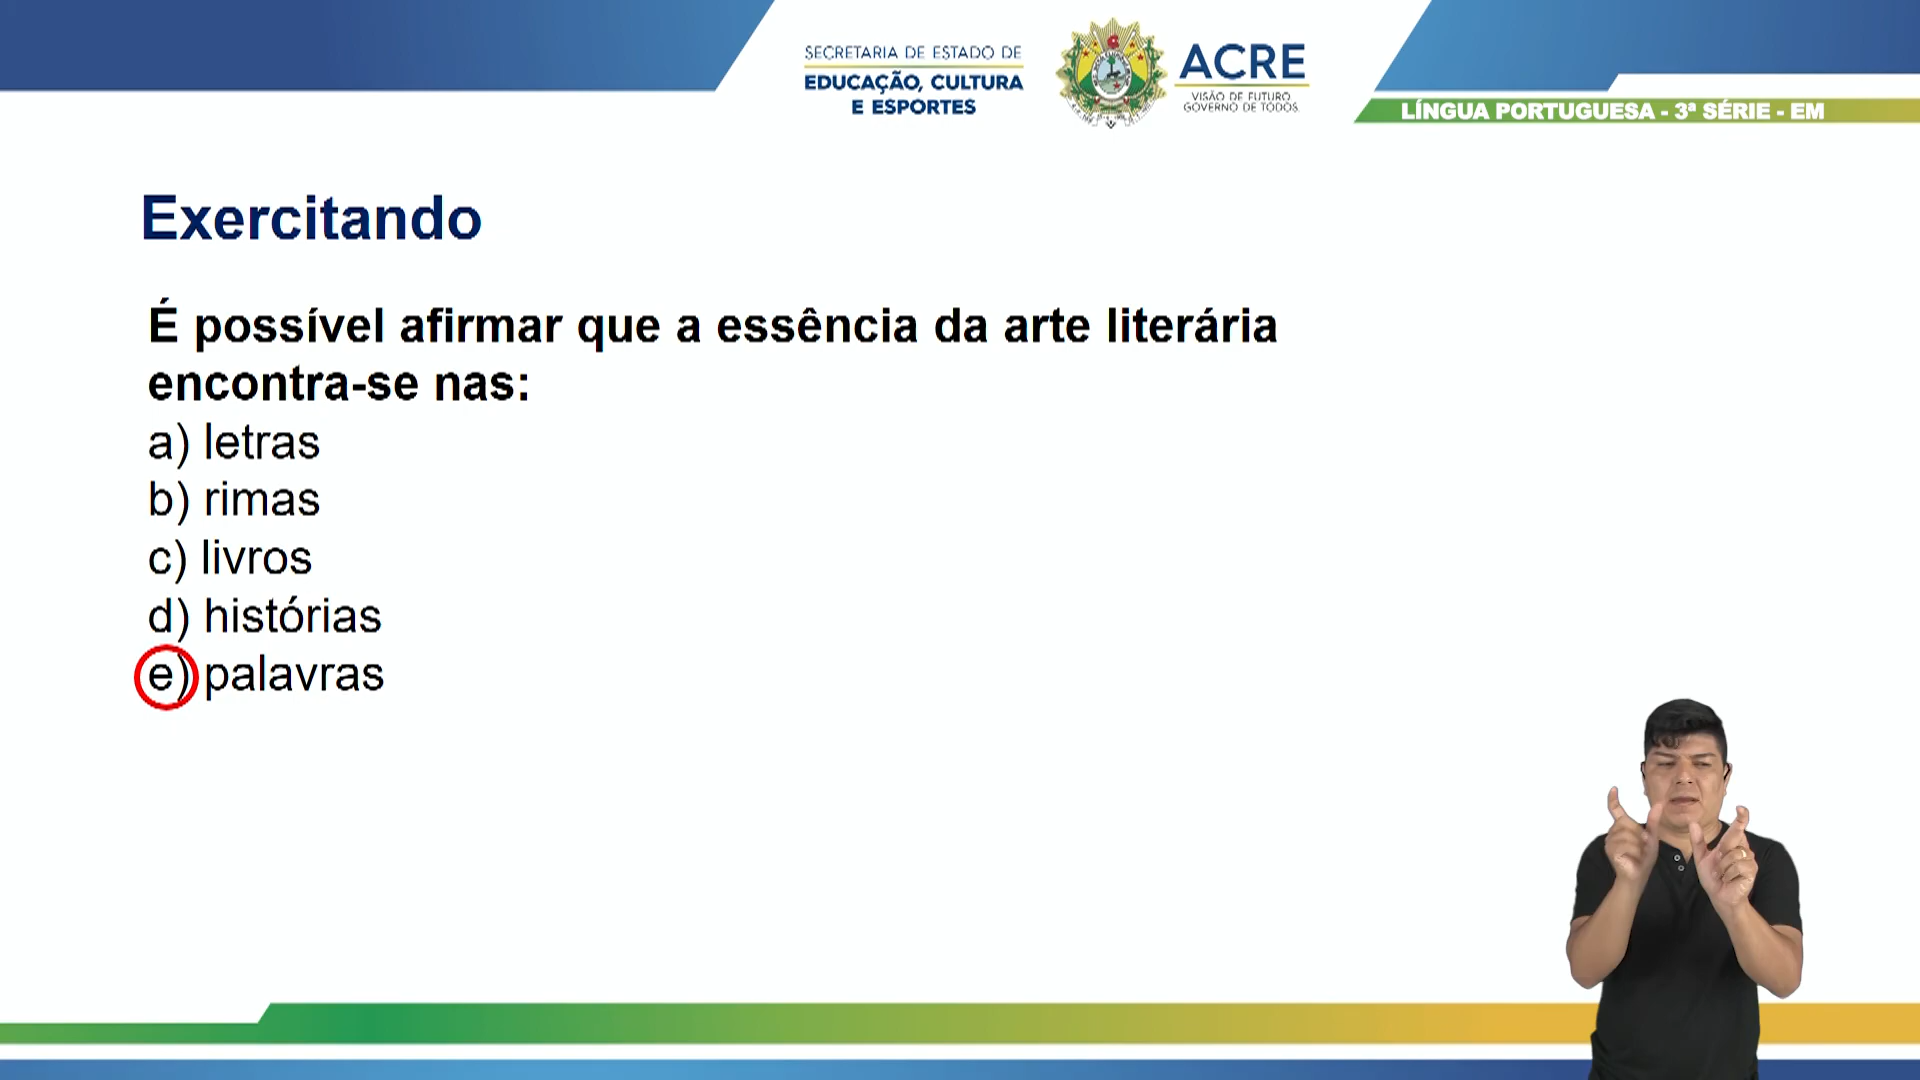 SECRETARIA DE ESTADO DE
EDUCAÇÃO, CULTURA
E ESPORTES
ACRE
VISÃO DE FUTURO
GOVERNO DE TODOS
LÍNGUA PORTUGUESA - 3ª SÉRIE - EM
Exercitando
É possível afirmar que a essência da arte literária
encontra-se nas:
a) letras
b) rimas
c) livros
d) histórias
e) palavras